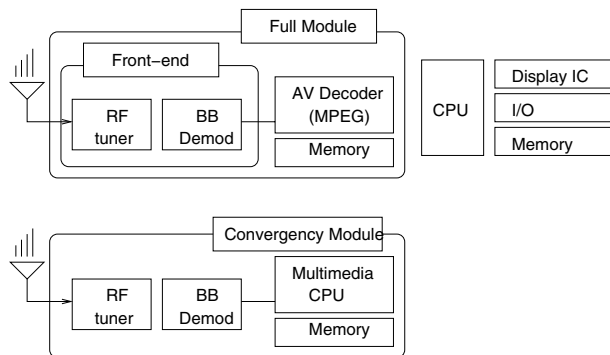 Full Module
Front-end
RF
tuner
BB
Demod
AV Decoder
(MPEG)
Memory
CPU
Display IC
I/O
Memory
Convergency Module
RF
tuner
BB
Demod
Multimedia
CPU
Memory